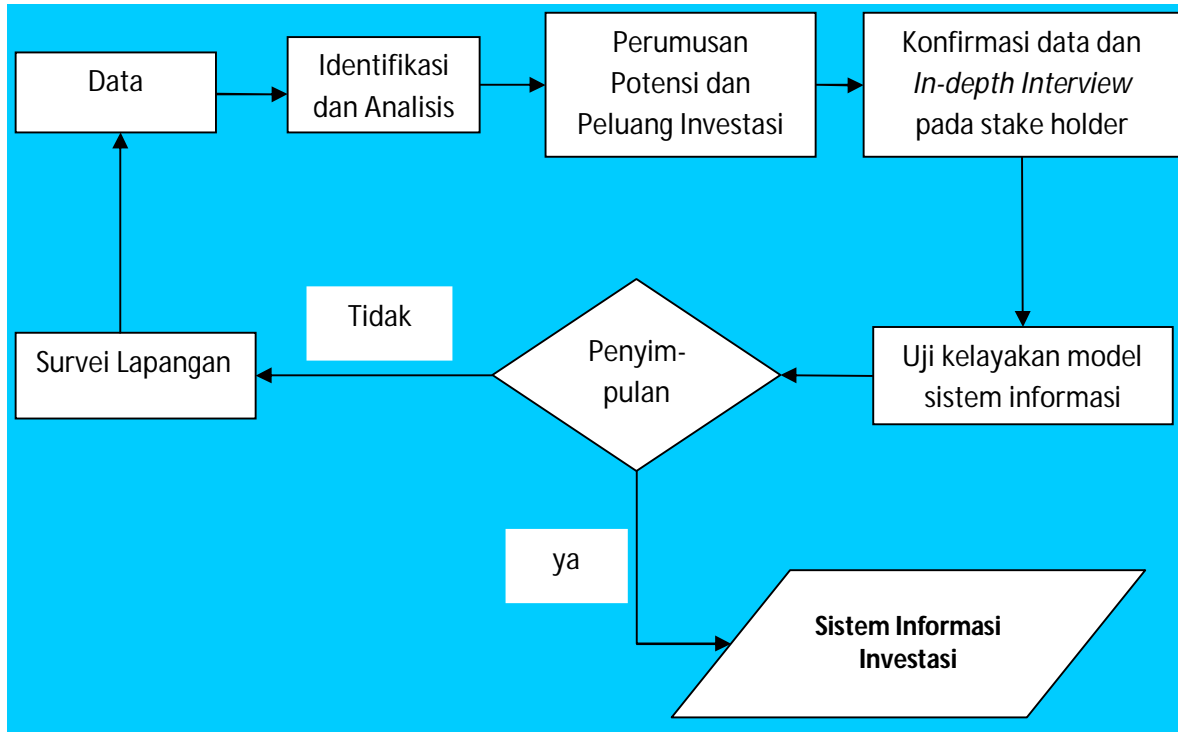 Data
Identifikasi
dan Analisis
Perumusan
Potensi dan
Peluang Investasi
Konfirmasi data dan
In-depth Interview
pada stake holder
Survei Lapangan
Tidak
Penyim-
pulan
Uji kelayakan model
sistem informasi
ya
Sistem Informasi
Investasi